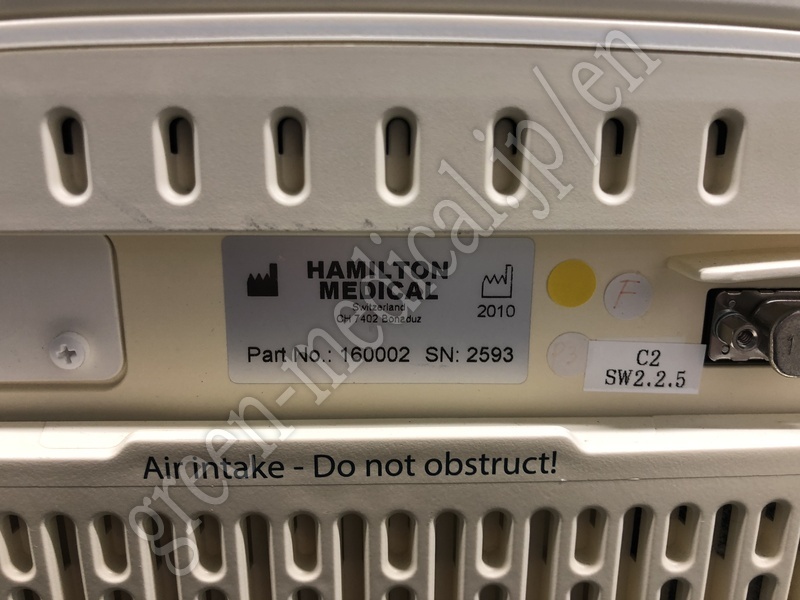 HAMILTON
MEDICAL
Switzerland
CH 7402 Bonaduz
2010
Part No.: 160002 SN: 2593
F
C2
SW2.2.5
Air intake - Do not obstruct!
green-medical.jp/en